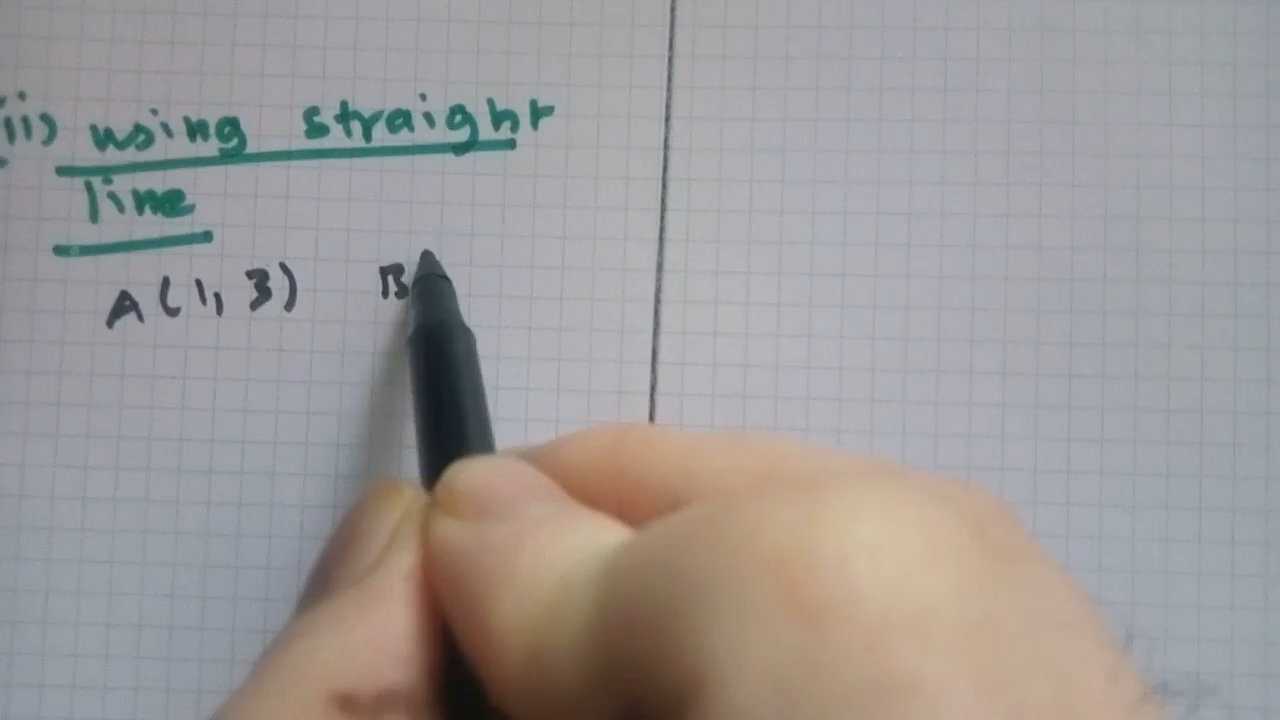 (ii) using straight
line
A(1, 3) B